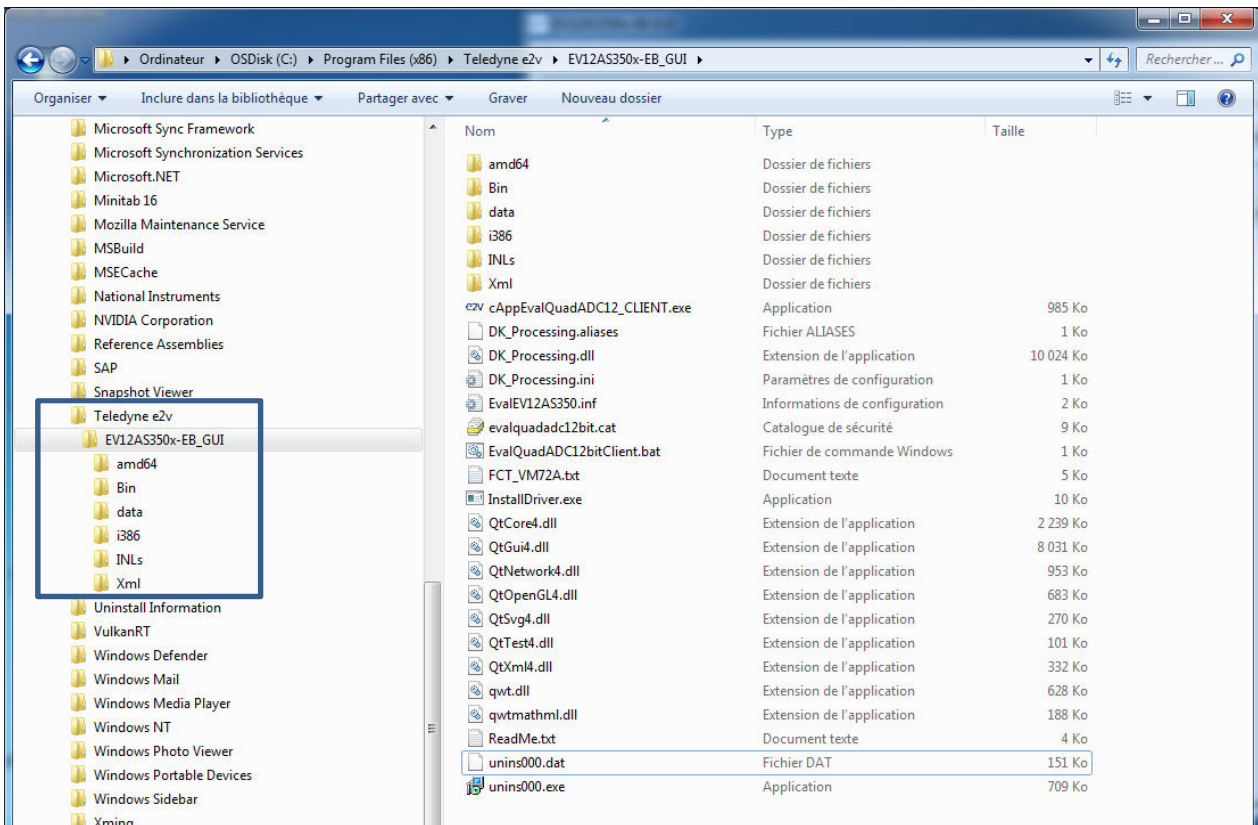 Ordinateur ▸ OSDisk (C:) ▸ Program Files (x86) ▸ Teledyne e2v ▸ EV12AS350x-EB_GUI ▸ Rechercher ...
Organiser ▾ Inclure dans la bibliothèque ▾ Partager avec ▾ Graver Nouveau dossier
Microsoft Sync Framework
Microsoft Synchronization Services
Microsoft.NET
Minitab 16
Mozilla Maintenance Service
MSBuild
MSECache
National Instruments
NVIDIA Corporation
Reference Assemblies
SAP
Snapshot Viewer
Teledyne e2v
EV12AS350x-EB_GUI
amd64
Bin
data
i386
INLs
Xml
Uninstall Information
VulkanRT
Windows Defender
Windows Mail
Windows Media Player
Windows NT
Windows Photo Viewer
Windows Portable Devices
Windows Sidebar
Xming
Nom Type Taille
amd64 Dossier de fichiers
Bin Dossier de fichiers
data Dossier de fichiers
i386 Dossier de fichiers
INLs Dossier de fichiers
Xml Dossier de fichiers
e2v cAppEvalQuadADC12_CLIENT.exe Application 985 Ko
DK_Processing.aliases Fichier ALIASES 1 Ko
DK_Processing.dll Extension de l'application 10 024 Ko
DK_Processing.ini Paramètres de configuration 1 Ko
EvalEV12AS350.inf Informations de configuration 2 Ko
evalquadadc12bit.cat Catalogue de sécurité 9 Ko
EvalQuadADC12bitClient.bat Fichier de commande Windows 1 Ko
FCT_VM72A.txt Document texte 5 Ko
InstallDriver.exe Application 10 Ko
QtCore4.dll Extension de l'application 2 239 Ko
QtGui4.dll Extension de l'application 8 031 Ko
QtNetwork4.dll Extension de l'application 953 Ko
QtOpenGL4.dll Extension de l'application 683 Ko
QtSvg4.dll Extension de l'application 270 Ko
QtTest4.dll Extension de l'application 101 Ko
QtXml4.dll Extension de l'application 332 Ko
qwt.dll Extension de l'application 628 Ko
qwtmathml.dll Extension de l'application 188 Ko
ReadMe.txt Document texte 4 Ko
unins000.dat Fichier DAT 151 Ko
unins000.exe Application 709 Ko